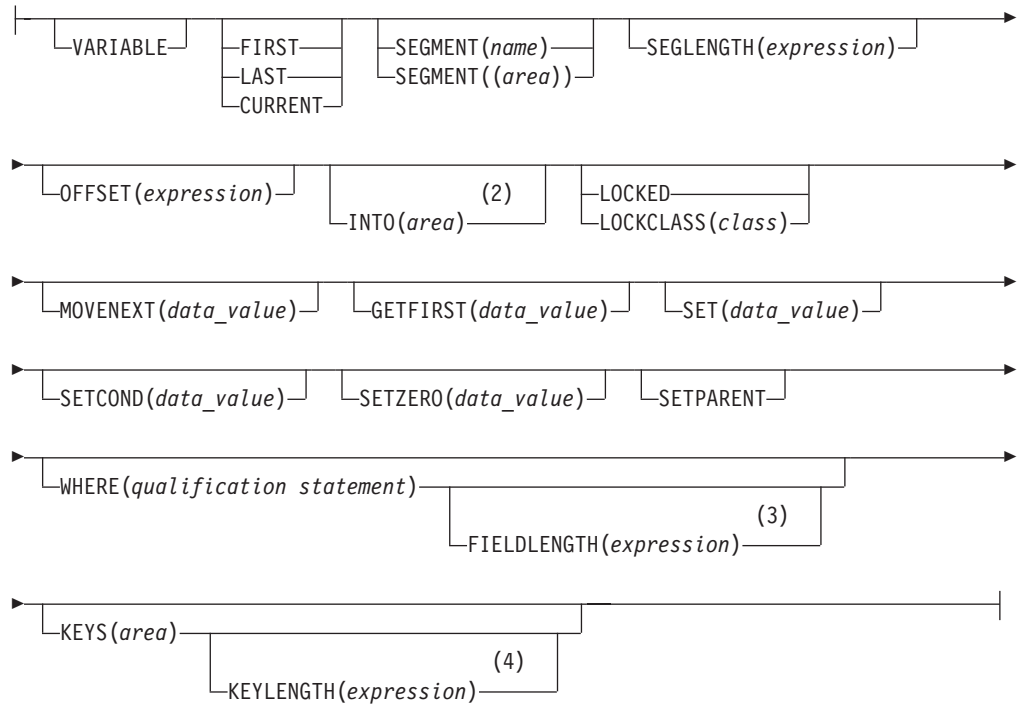 VARIABLE FIRST SEGMENT(name) SEGLENGTH(expression)
LAST SEGMENT((area))
CURRENT
OFFSET(expression) (2) LOCKED
INTO(area) LOCKCLASS(class)
MOVENEXT(data_value) GETFIRST(data_value) SET(data_value)
SETCOND(data_value) SETZERO(data_value) SETPARENT
WHERE(qualification statement)
(3)
FIELDLENGTH(expression)
KEYS(area)
(4)
KEYLENGTH(expression)